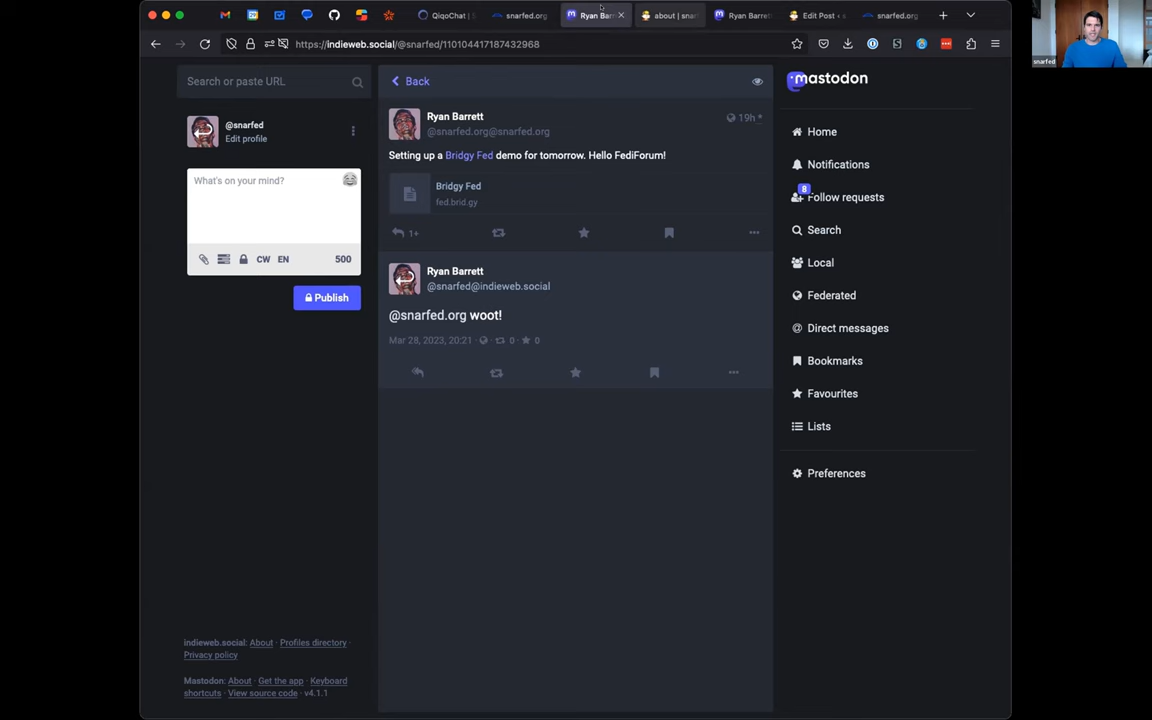 QiqoChat | S
snarfed.org
Ryan Barr
about | snar
Ryan Barrett
Edit Post ‹ s
snarfed.org
https://indieweb.social/@snarfed/110104417187432968
snarfed
Search or paste URL
@snarfed
Edit profile
What's on your mind?
CW
EN
500
Publish
indieweb.social: About · Profiles directory ·
Privacy policy
Mastodon: About · Get the app · Keyboard
shortcuts · View source code · v4.1.1
Back
Ryan Barrett
@snarfed.org@snarfed.org
19h *
Setting up a Bridgy Fed demo for tomorrow. Hello FediForum!
Bridgy Fed
fed.brid.gy
1+
Ryan Barrett
@snarfed@indieweb.social
@snarfed.org woot!
Mar 28, 2023, 20:21 · 0 · 0
mastodon
Home
Notifications
8
Follow requests
Search
Local
Federated
Direct messages
Bookmarks
Favourites
Lists
Preferences